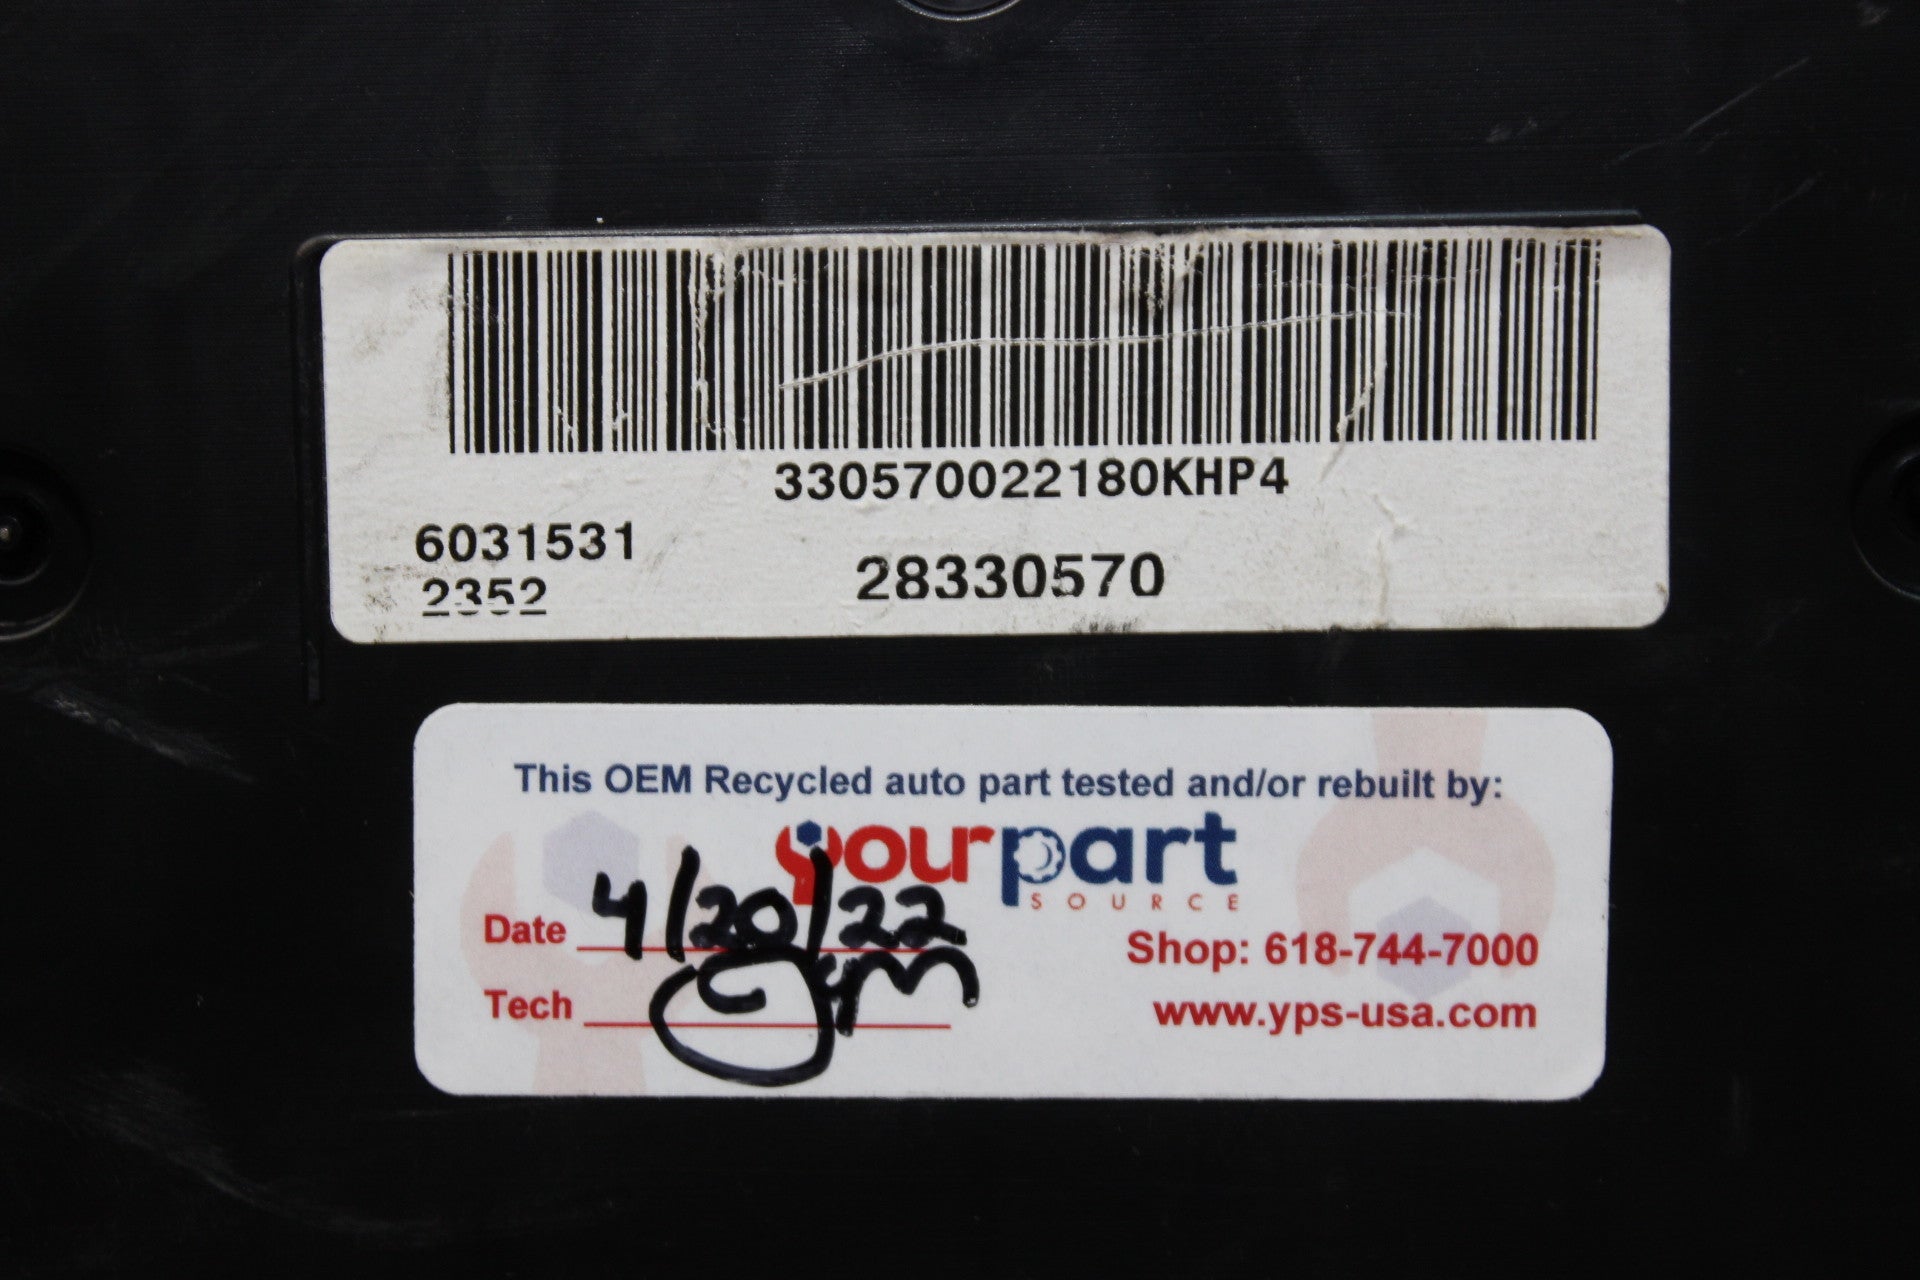 330570022180KHP4
6031531
2352
28330570
This OEM Recycled auto part tested and/or rebuilt by:
yourpart
SOURCE
Date 4/20/22
Shop: 618-744-7000
Tech
www.yps-usa.com